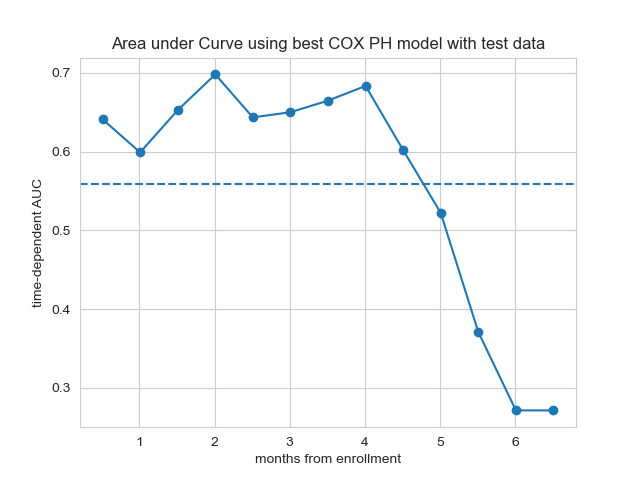 Area under Curve using best COX PH model with test data
time-dependent AUC
0.7
0.6
0.5
0.4
0.3
1 2 3 4 5 6
months from enrollment